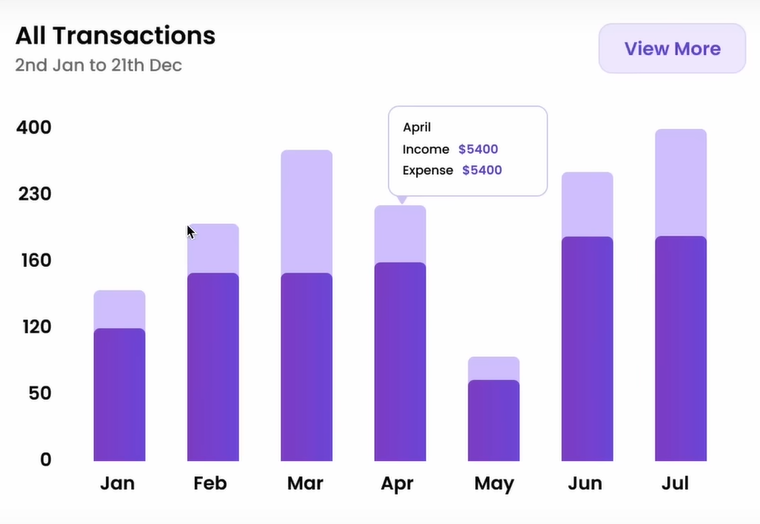 All Transactions
2nd Jan to 21th Dec
View More
400
230
160
120
50
0
April
Income $5400
Expense $5400
Jan Feb Mar Apr May Jun Jul